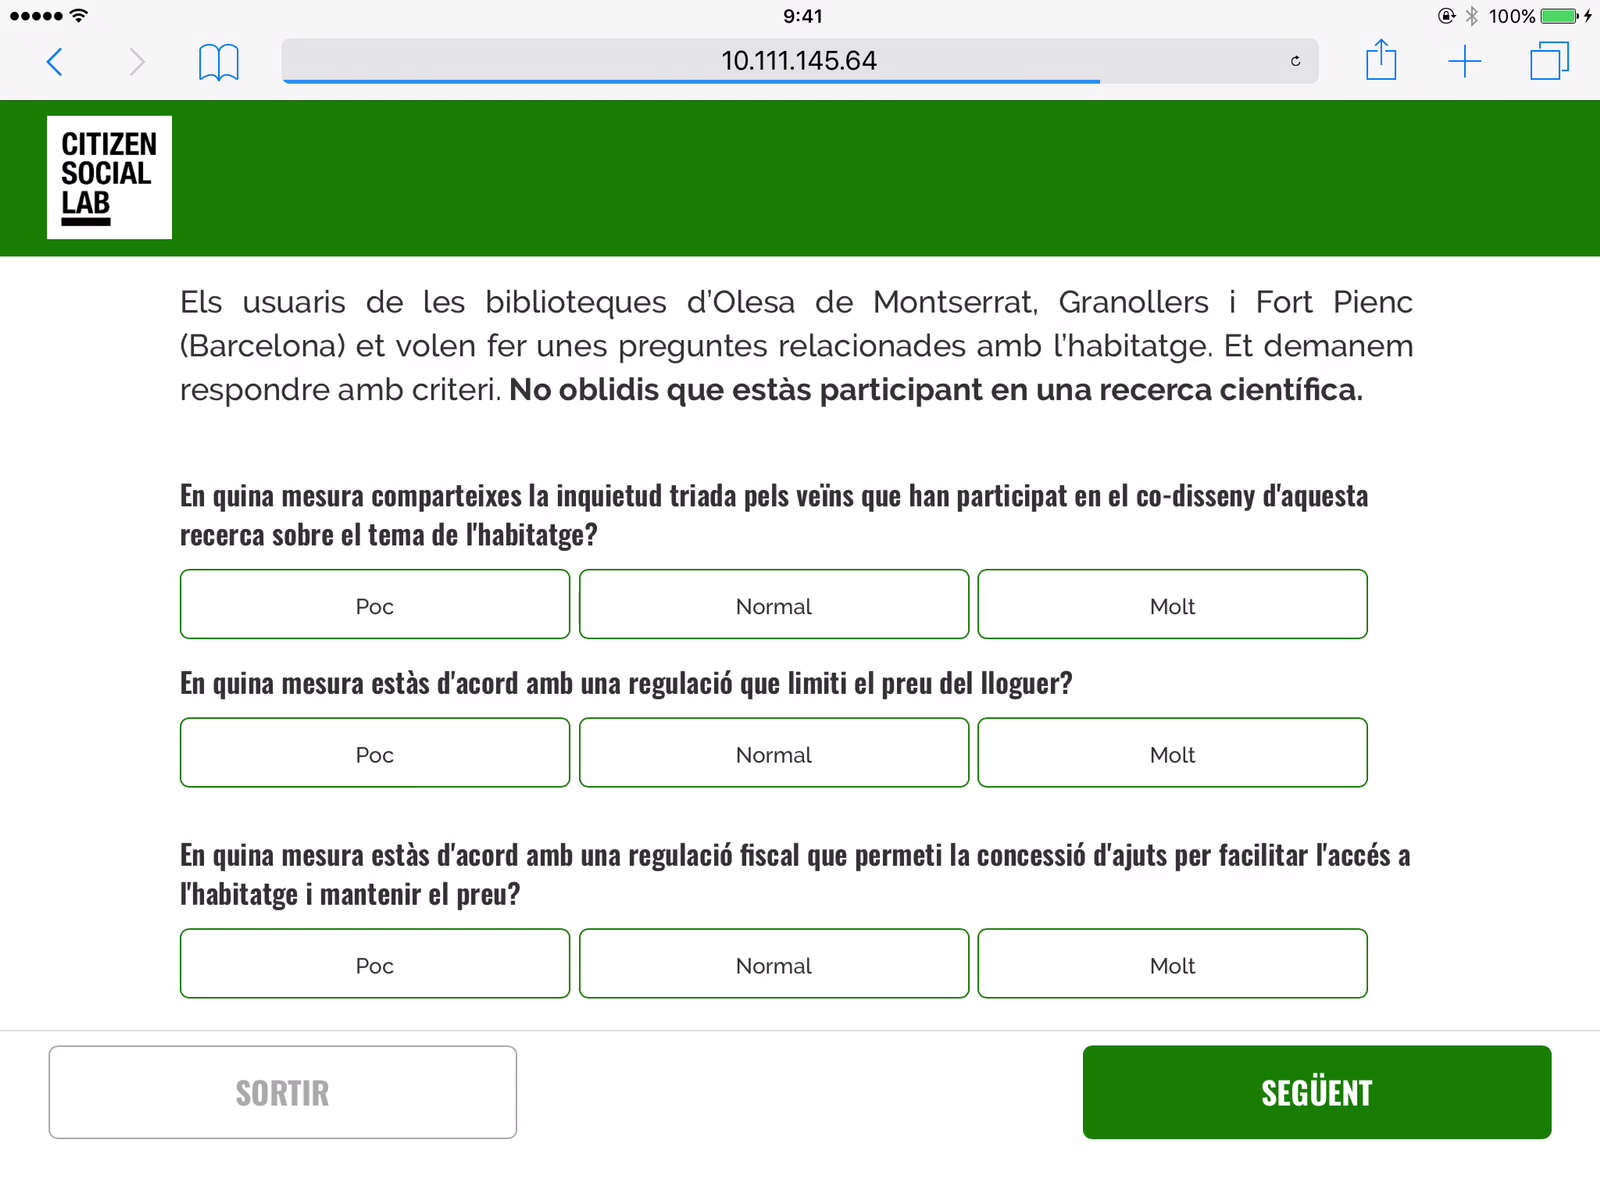 9:41
100%
10.111.145.64
CITIZEN
SOCIAL
LAB
Els usuaris de les biblioteques d’Olesa de Montserrat, Granollers i Fort Pienc
(Barcelona) et volen fer unes preguntes relacionades amb l’habitatge. Et demanem
respondre amb criteri. No oblidis que estàs participant en una recerca científica.
En quina mesura comparteixes la inquietud triada pels veïns que han participat en el co-disseny d'aquesta
recerca sobre el tema de l'habitatge?
Poc Normal Molt
En quina mesura estàs d'acord amb una regulació que limiti el preu del lloguer?
Poc Normal Molt
En quina mesura estàs d'acord amb una regulació fiscal que permeti la concessió d'ajuts per facilitar l'accés a
l'habitatge i mantenir el preu?
Poc Normal Molt
SORTIR SEGÜENT